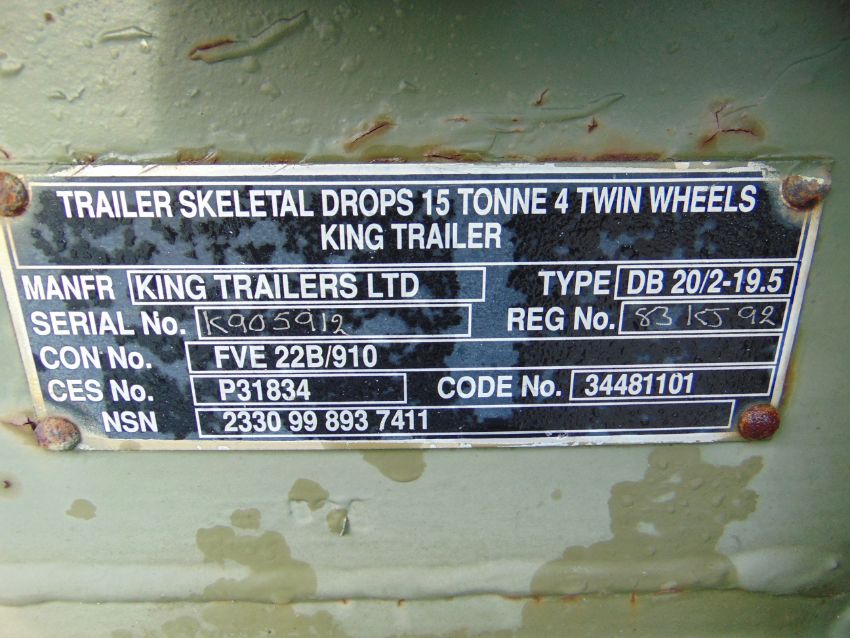 TRAILER SKELETAL DROPS 15 TONNE 4 TWIN WHEELS
KING TRAILER
MANFR KING TRAILERS LTD TYPE DB 20/2-19.5
SERIAL No. K905912 REG No. 83 KJ 92
CON No. FVE 22B/910
CES No. P31834 CODE No. 34481101
NSN 2330 99 893 7411